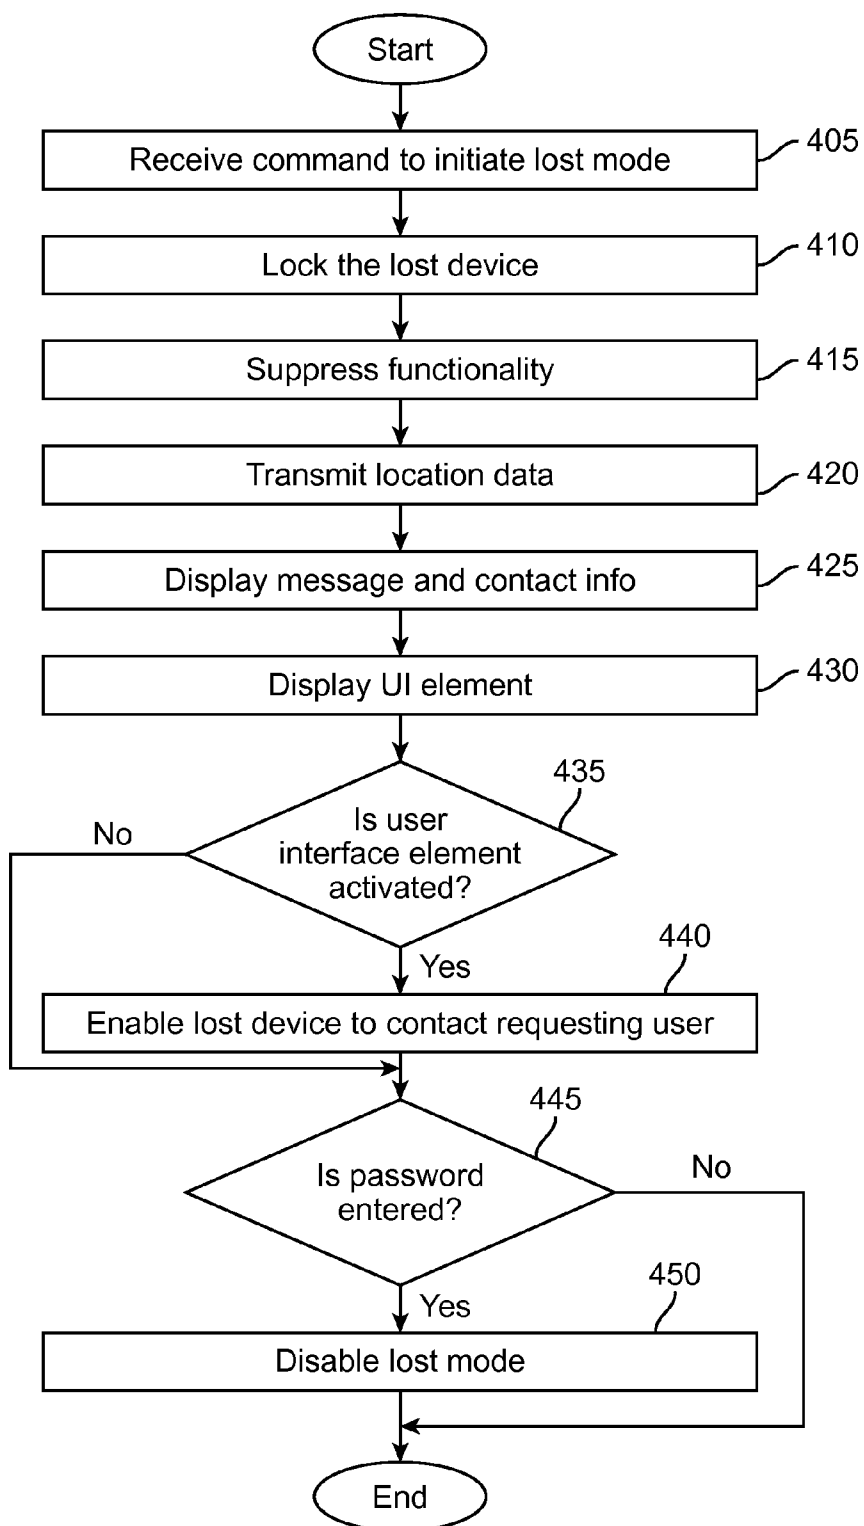 Start
Receive command to initiate lost mode
405
Lock the lost device
410
Suppress functionality
415
Transmit location data
420
Display message and contact info
425
Display UI element
430
435
Is user
interface element
activated?
No
Yes
440
Enable lost device to contact requesting user
445
Is password
entered?
No
Yes
450
Disable lost mode
End